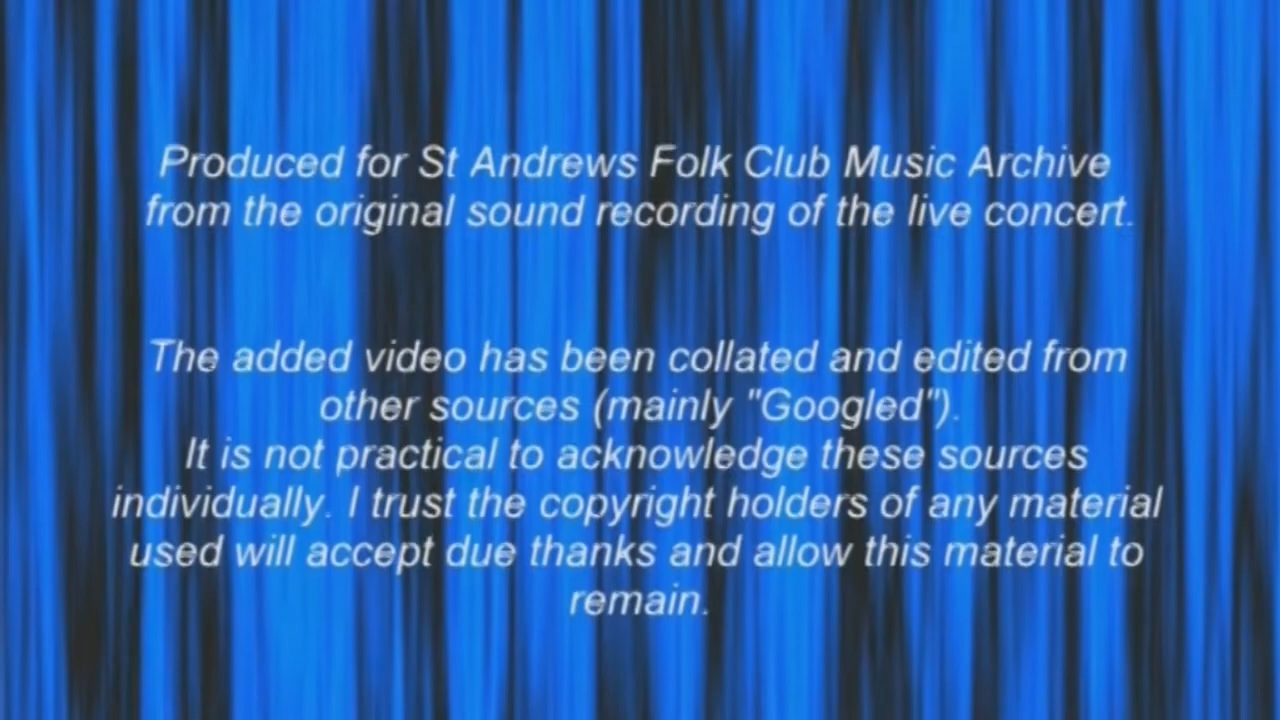 Produced for St Andrews Folk Club Music Archive
from the original sound recording of the live concert.
The added video has been collated and edited from
other sources (mainly "Googled").
It is not practical to acknowledge these sources
individually. I trust the copyright holders of any material
used will accept due thanks and allow this material to
remain.